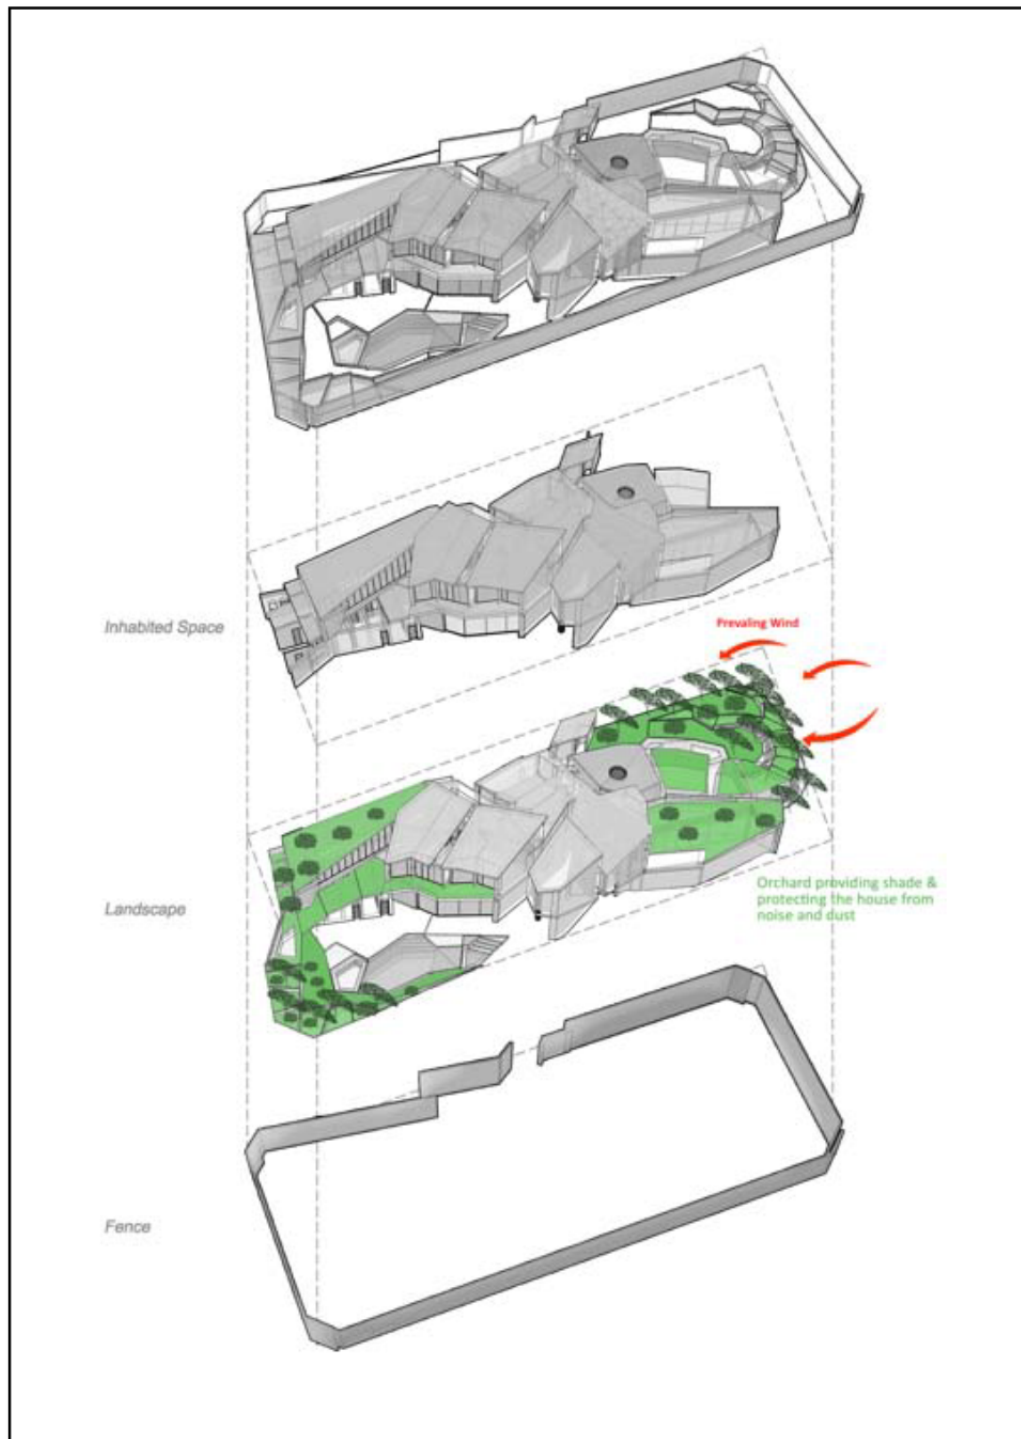 Inhabited Space
Prevaling Wind
Landscape
Orchard providing shade &
protecting the house from
noise and dust
Fence